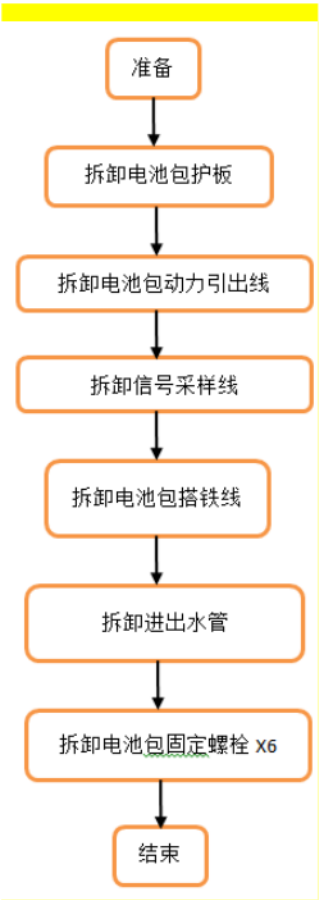 准备
拆卸电池包护板
拆卸电池包动力引出线
拆卸信号采样线
拆卸电池包搭铁线
拆卸进出水管
拆卸电池包固定螺栓 X6
结束